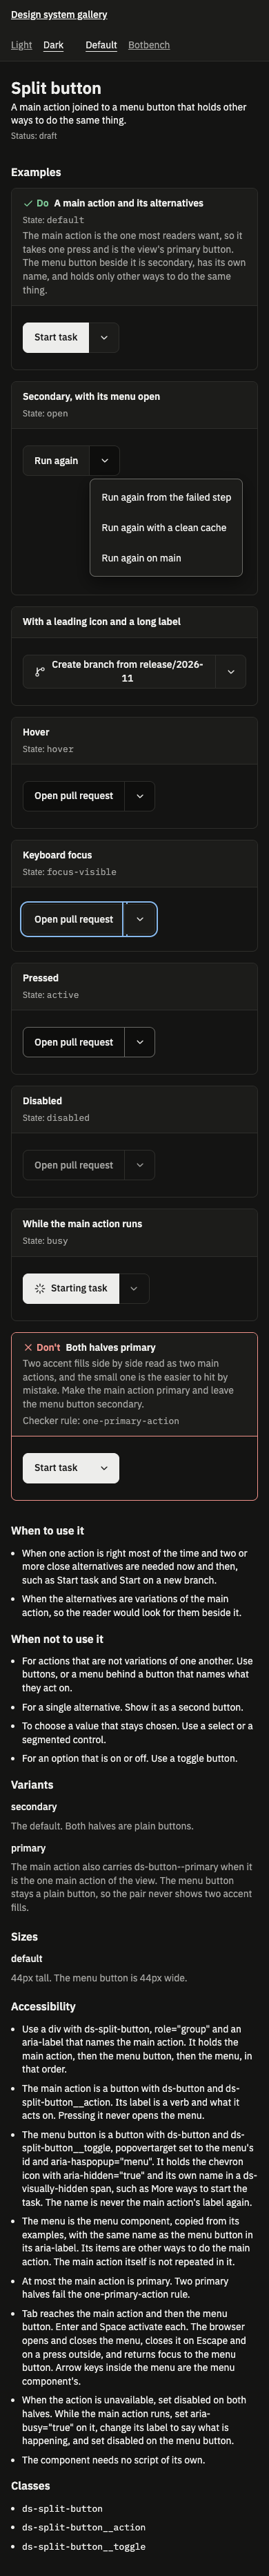 Design system gallery
Light Dark Default Botbench
Split button
A main action joined to a menu button that holds other
ways to do the same thing.
Status: draft
Examples
Do A main action and its alternatives
State: default
The main action is the one most readers want, so it
takes one press and is the view's primary button.
The menu button beside it is secondary, has its own
name, and holds only other ways to do the same
thing.
Start task
Secondary, with its menu open
State: open
Run again
Run again from the failed step
Run again with a clean cache
Run again on main
With a leading icon and a long label
Create branch from release/2026-
11
Hover
State: hover
Open pull request
Keyboard focus
State: focus-visible
Open pull request
Pressed
State: active
Open pull request
Disabled
State: disabled
Open pull request
While the main action runs
State: busy
Starting task
Don't Both halves primary
Two accent fills side by side read as two main
actions, and the small one is the easier to hit by
mistake. Make the main action primary and leave
the menu button secondary.
Checker rule: one-primary-action
Start task
When to use it
• When one action is right most of the time and two or
more close alternatives are needed now and then,
such as Start task and Start on a new branch.
• When the alternatives are variations of the main
action, so the reader would look for them beside it.
When not to use it
• For actions that are not variations of one another. Use
buttons, or a menu behind a button that names what
they act on.
• For a single alternative. Show it as a second button.
• To choose a value that stays chosen. Use a select or a
segmented control.
• For an option that is on or off. Use a toggle button.
Variants
secondary
The default. Both halves are plain buttons.
primary
The main action also carries ds-button--primary when it
is the one main action of the view. The menu button
stays a plain button, so the pair never shows two accent
fills.
Sizes
default
44px tall. The menu button is 44px wide.
Accessibility
• Use a div with ds-split-button, role="group" and an
aria-label that names what its main action. It holds the
main action, then the menu button, then the menu, in
that order.
• The main action is a button with ds-button and ds-
split-button__action. Its label is a verb and what it
acts on. Pressing it never opens the menu.
• The menu button is a button with ds-button and ds-
split-button__toggle, popovertarget set to the menu's
id and aria-haspopup="menu". It holds the chevron
icon with aria-hidden="true" and its own name in a ds-
visually-hidden span, such as More ways to start the
task. The name is never the main action's label again.
• The menu is the menu component, copied from its
examples, with the same name as the menu button in
its aria-label. Its items are other ways to do the main
action. The main action itself is not repeated in it.
• At most the main action is primary. Two primary
halves fail the one-primary-action rule.
• Tab reaches the main action and then the menu
button. Enter and Space activate each. The browser
opens and closes the menu, closes it on Escape and
on a press outside, and returns focus to the menu
button. Arrow keys inside the menu are the menu
component's.
• When the action is unavailable, set disabled on both
halves. While the main action runs, set aria-
busy="true" on it, change its label to say what is
happening, and set disabled on the menu button.
• The component needs no script of its own.
Classes
• ds-split-button
• ds-split-button__action
• ds-split-button__toggle